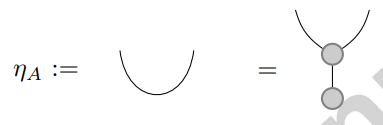 η_A := =